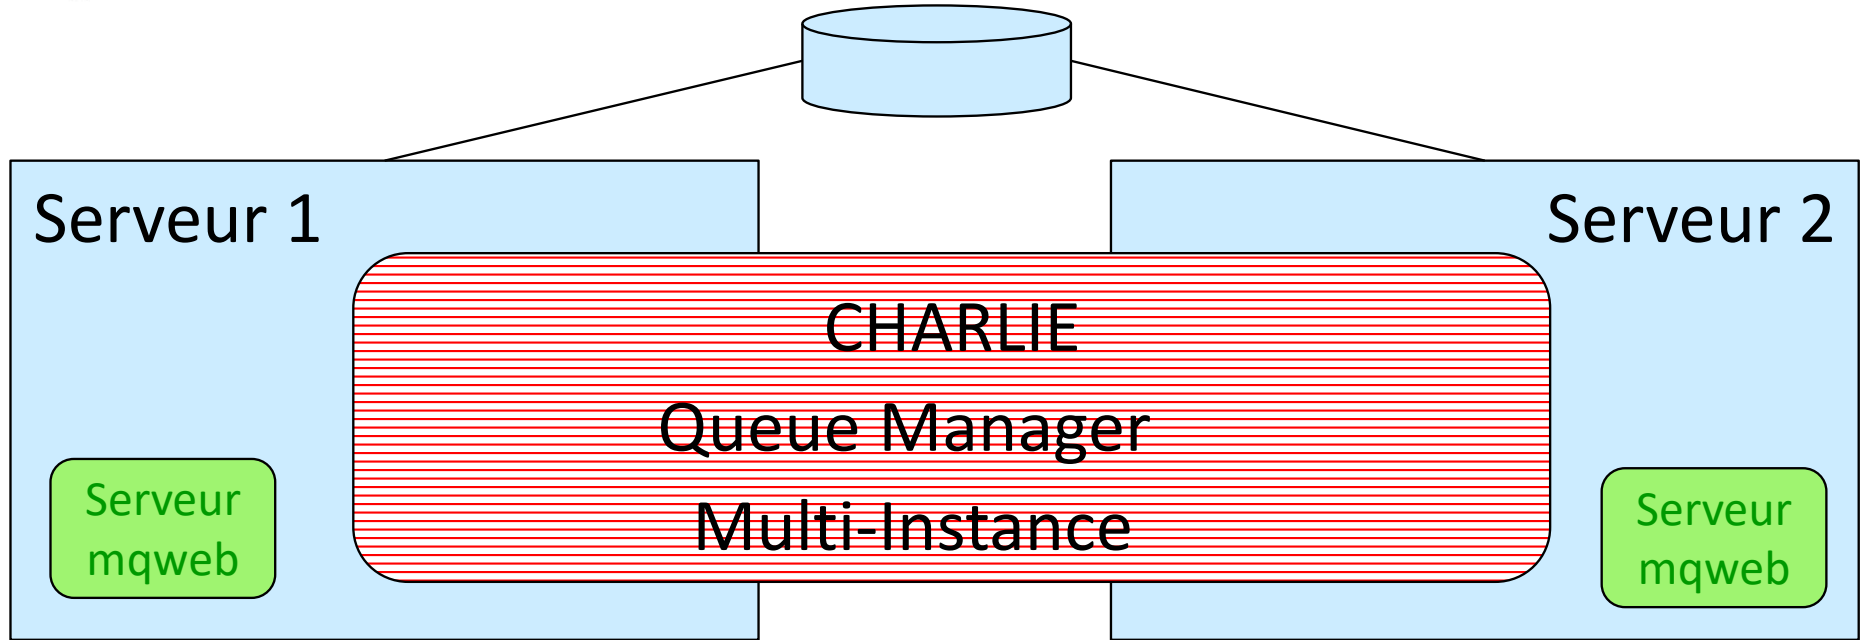 Serveur 1
Serveur 2
CHARLIE
Queue Manager
Multi-Instance
Serveur
mqweb
Serveur
mqweb